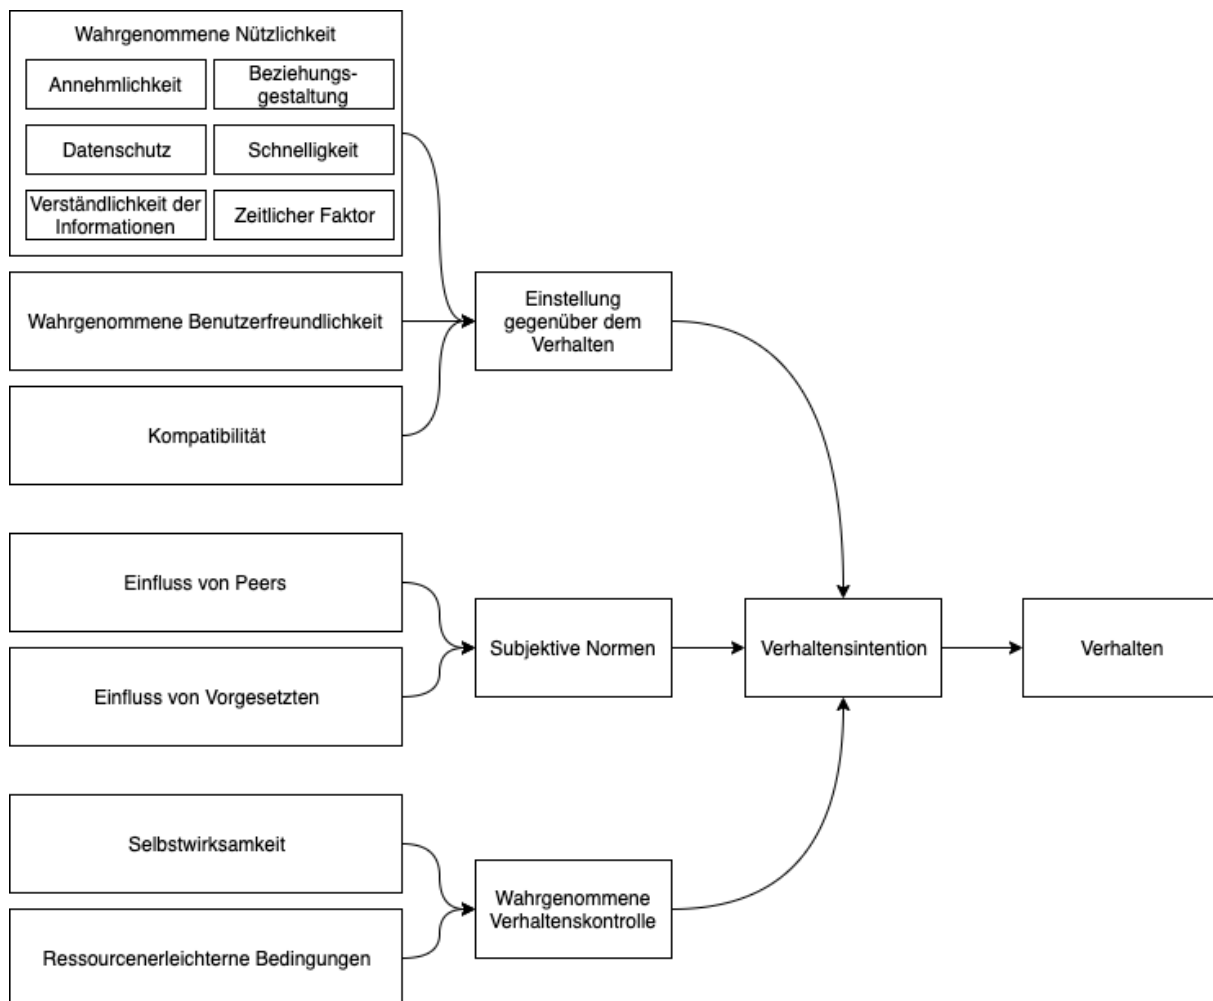 Wahrgenommene Nützlichkeit
Annehmlichkeit
Beziehungs-
gestaltung
Datenschutz
Schnelligkeit
Verständlichkeit der
Informationen
Zeitlicher Faktor
Wahrgenommene Benutzerfreundlichkeit
Einstellung
gegenüber dem
Verhalten
Kompatibilität
Einfluss von Peers
Einfluss von Vorgesetzten
Subjektive Normen
Verhaltensintention
Verhalten
Selbstwirksamkeit
Ressourcenerleichterne Bedingungen
Wahrgenommene
Verhaltenskontrolle